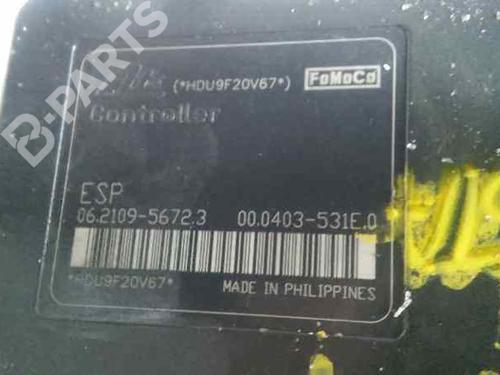 B-PARTS
(*HDU9F20V67*) FoMoCo
Controller
ESP
06.2109-5672.3 00.0403-531E.0
*HDU9F20V67* MADE IN PHILIPPINES